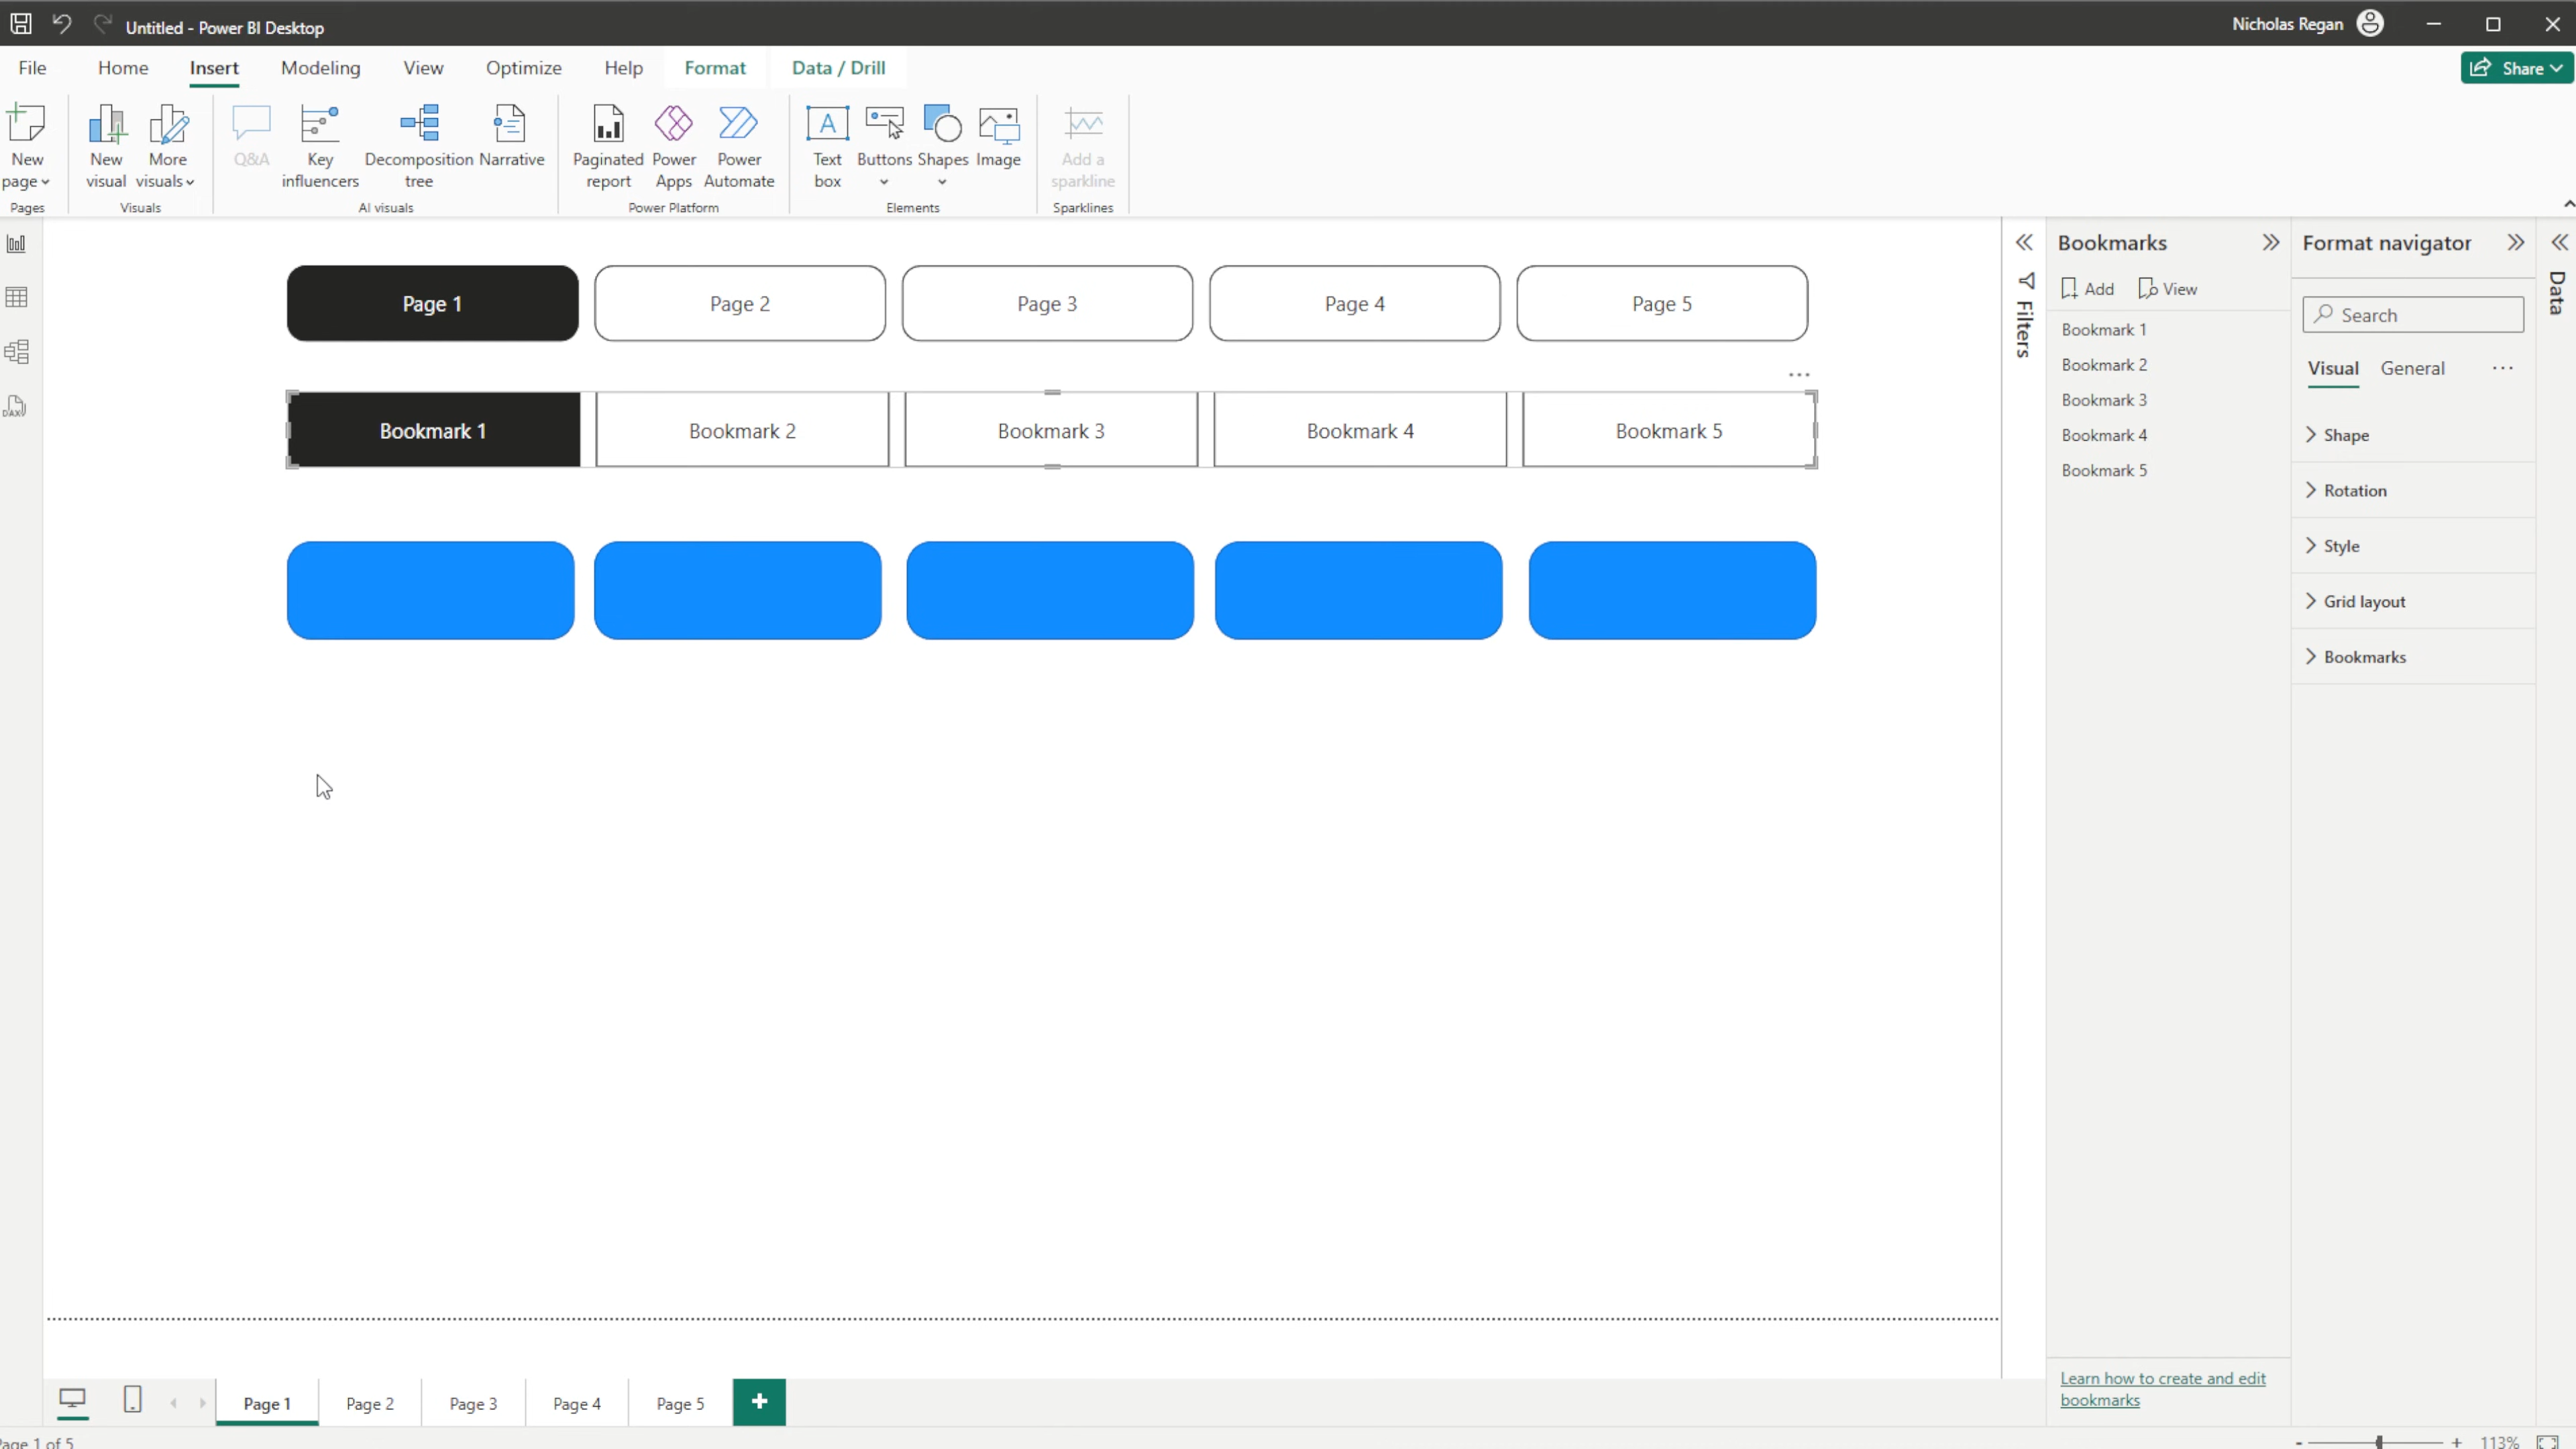 Untitled - Power BI Desktop
Nicholas Regan
File Home Insert Modeling View Optimize Help Format Data / Drill
Share
New page
New visual
More visuals
Q&A
Key influencers
Decomposition tree
Narrative
Paginated report
Power Apps
Power Automate
Text box
Buttons
Shapes
Image
Add a sparkline
Pages
Visuals
AI visuals
Power Platform
Elements
Sparklines
Page 1
Page 2
Page 3
Page 4
Page 5
Bookmark 1
Bookmark 2
Bookmark 3
Bookmark 4
Bookmark 5
Filters
Bookmarks
Add
View
Bookmark 1
Bookmark 2
Bookmark 3
Bookmark 4
Bookmark 5
Learn how to create and edit
bookmarks
Format navigator
Search
Visual General
Shape
Rotation
Style
Grid layout
Bookmarks
Data
DAX
Page 1
Page 2
Page 3
Page 4
Page 5
Page 1 of 5
113%